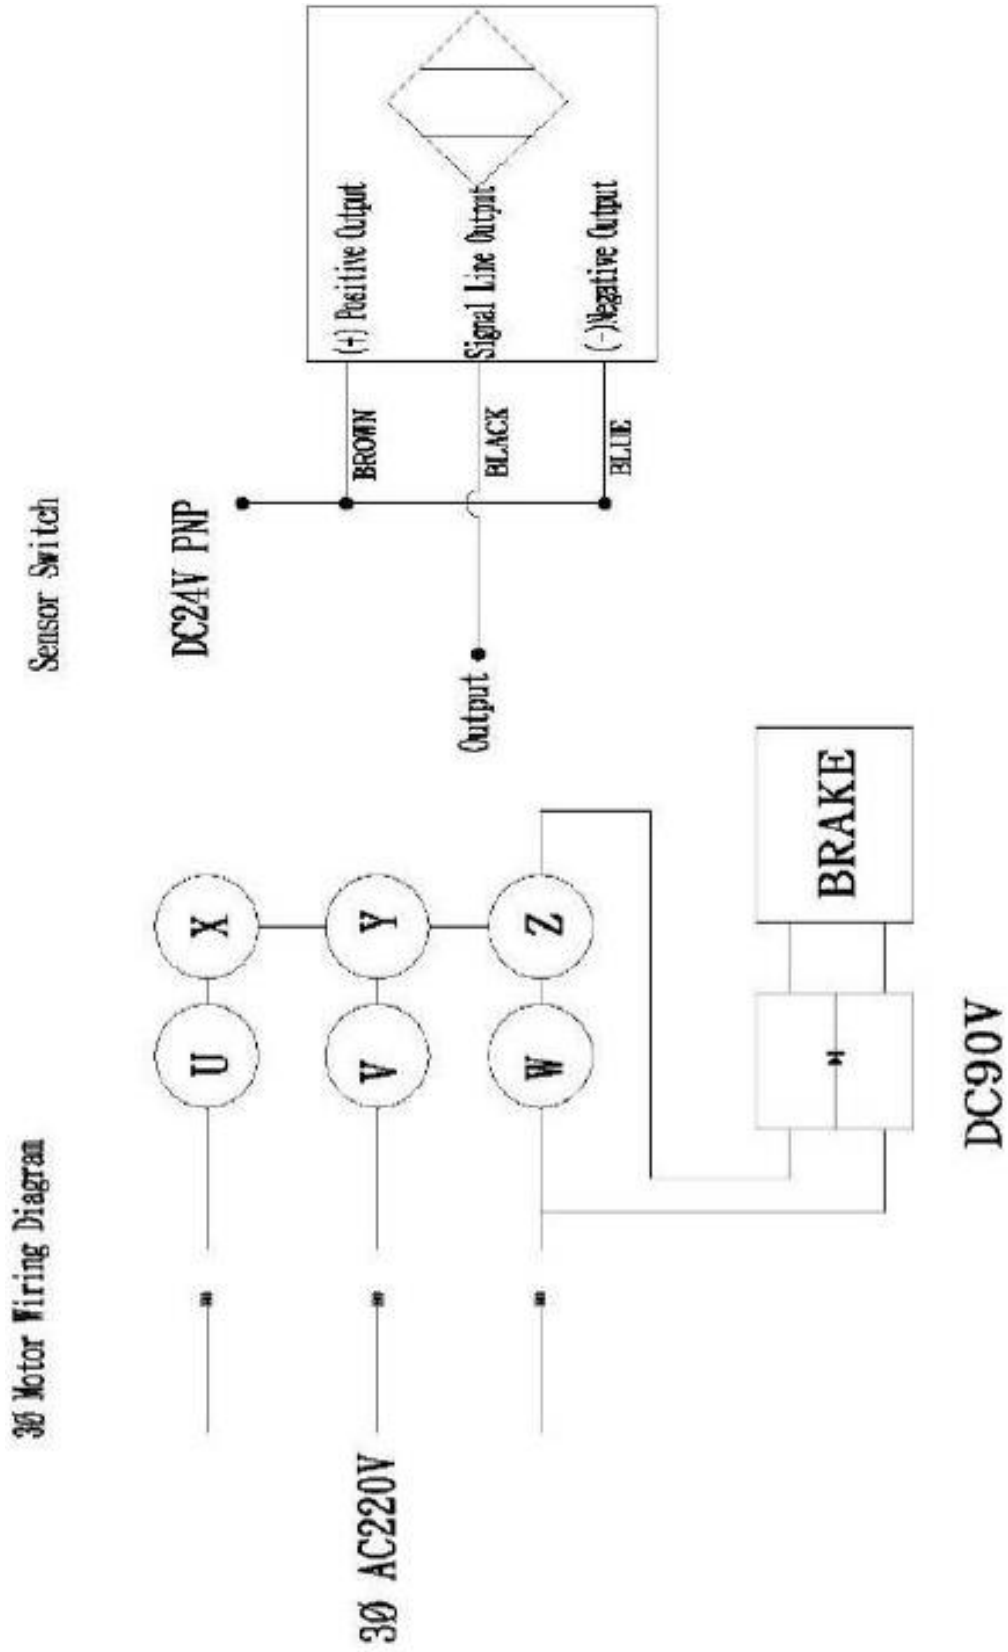 3Ø Motor Wiring Diagram
3Ø AC220V
U
X
V
Y
W
Z
BRAKE
DC90V
Sensor Switch
DC24V PNP
Output
BROWN
BLACK
BLUE
(+) Positive Output
Signal Line Output
(-)Negative Output